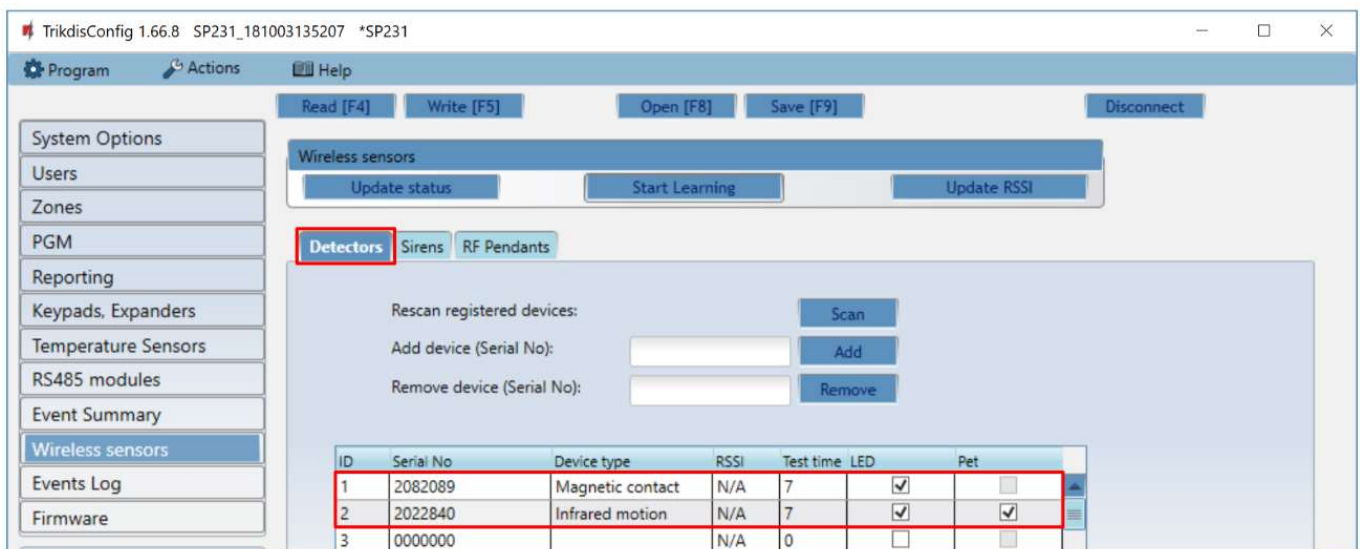 TrikdisConfig 1.66.8 SP231_181003135207 *SP231
Program Actions Help
Read [F4] Write [F5] Open [F8] Save [F9] Disconnect
System Options
Users
Zones
PGM
Reporting
Keypads, Expanders
Temperature Sensors
RS485 modules
Event Summary
Wireless sensors
Events Log
Firmware
Wireless sensors
Update status Start Learning Update RSSI
Detectors Sirens RF Pendants
Rescan registered devices: Scan
Add device (Serial No): Add
Remove device (Serial No): Remove
ID Serial No Device type RSSI Test time LED Pet
1 2082089 Magnetic contact N/A 7
2 2022840 Infrared motion N/A 7
3 0000000 N/A 0